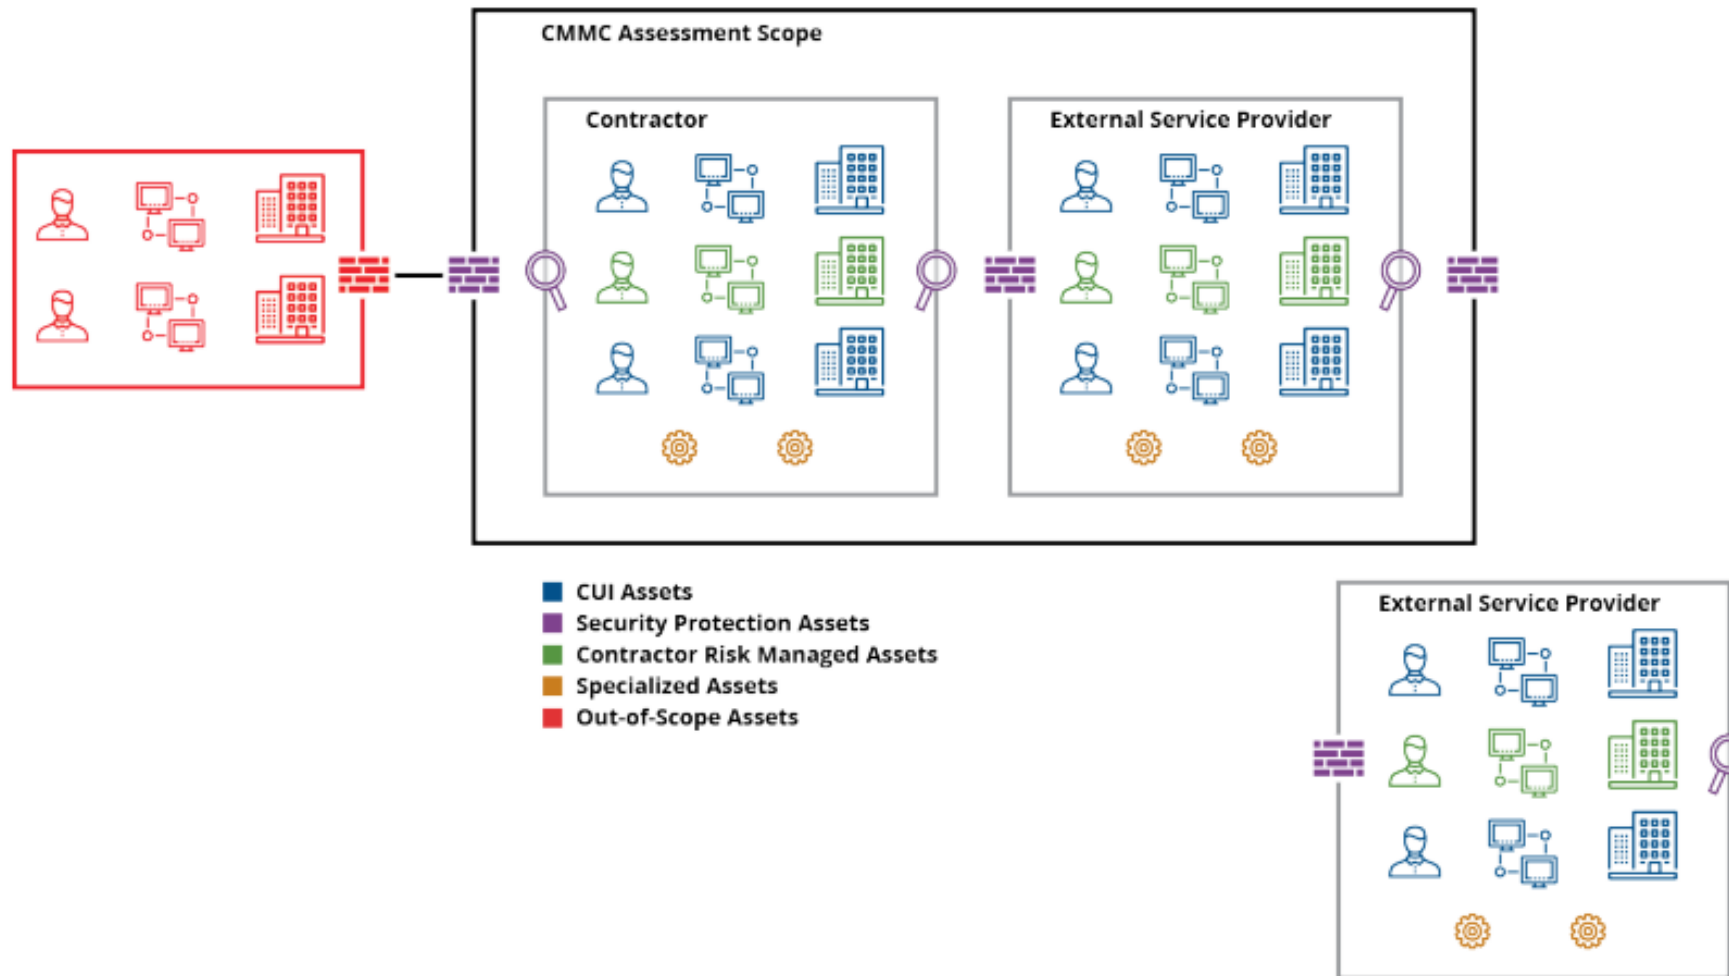 CMMC Assessment Scope
Contractor
External Service Provider
CUI Assets
Security Protection Assets
Contractor Risk Managed Assets
Specialized Assets
Out-of-Scope Assets
External Service Provider